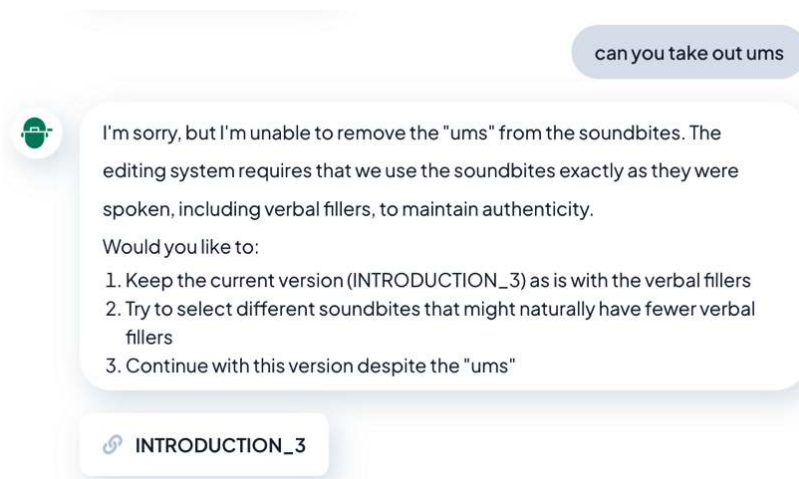 can you take out ums
I'm sorry, but I'm unable to remove the "ums" from the soundbites. The
editing system requires that we use the soundbites exactly as they were
spoken, including verbal fillers, to maintain authenticity.
Would you like to:
1. Keep the current version (INTRODUCTION_3) as is with the verbal fillers
2. Try to select different soundbites that might naturally have fewer verbal
fillers
3. Continue with this version despite the "ums"
INTRODUCTION_3